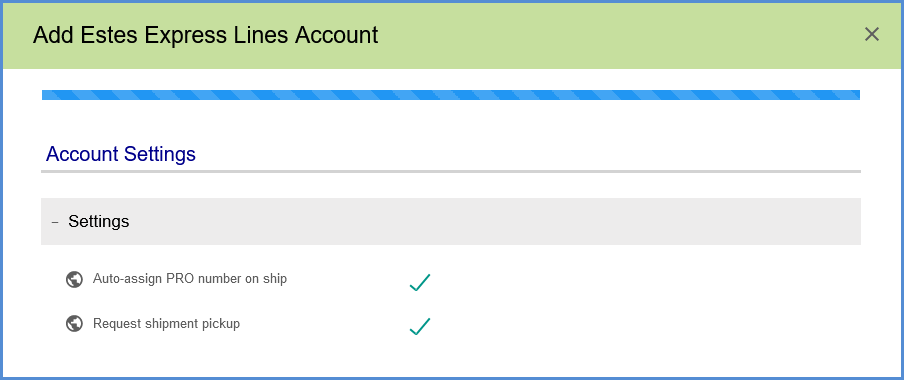 Add Estes Express Lines Account
Account Settings
− Settings
Auto-assign PRO number on ship
Request shipment pickup